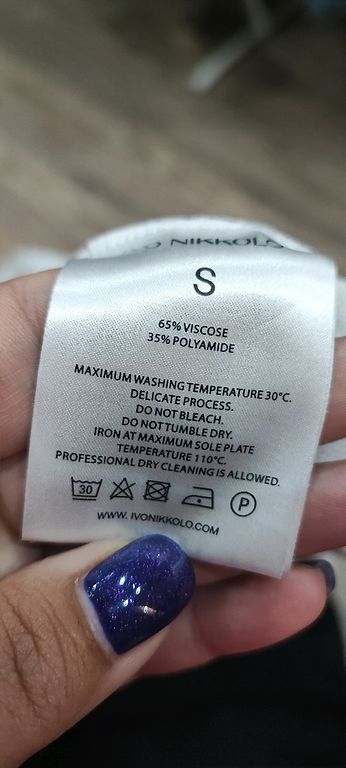 NIKKOLO
S
65% VISCOSE
35% POLYAMIDE
MAXIMUM WASHING TEMPERATURE 30°C.
DELICATE PROCESS.
DO NOT BLEACH.
DO NOT TUMBLE DRY.
IRON AT MAXIMUM SOLE PLATE
TEMPERATURE 110°C.
PROFESSIONAL DRY CLEANING IS ALLOWED.
30 P
WWW.IVONIKKOLO.COM